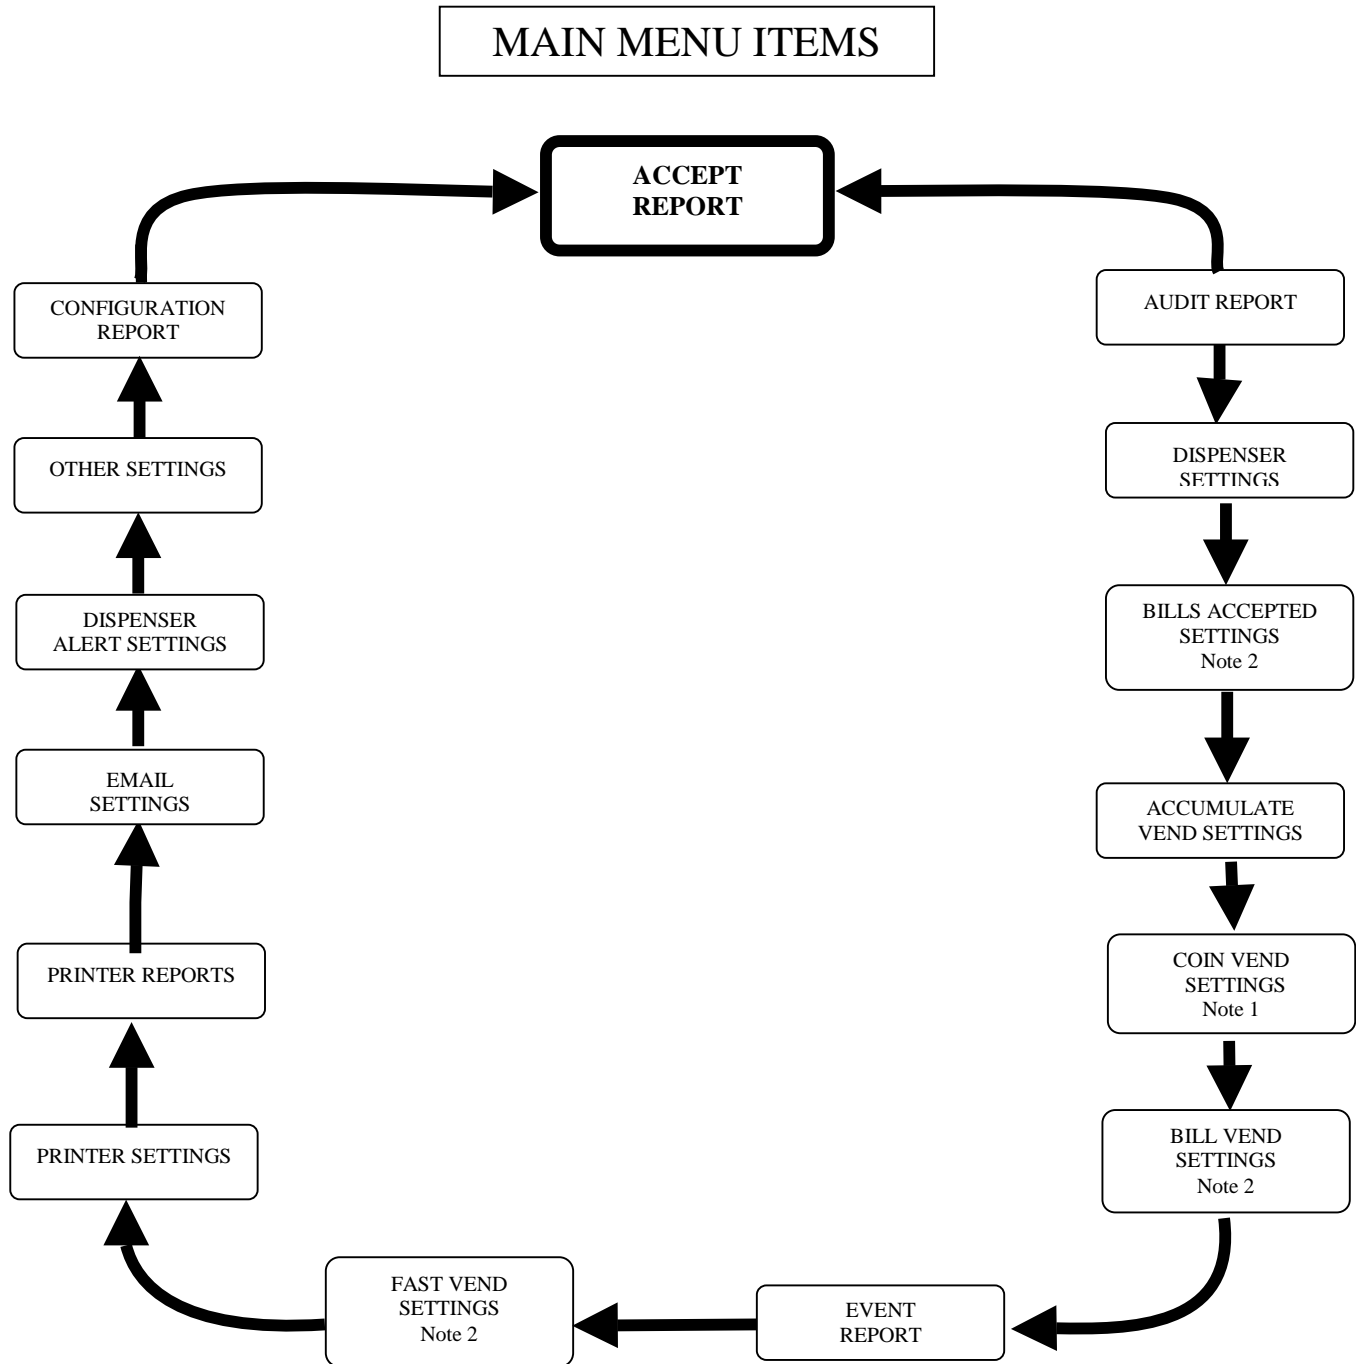 MAIN MENU ITEMS
ACCEPT
REPORT
AUDIT REPORT
DISPENSER
SETTINGS
BILLS ACCEPTED
SETTINGS
Note 2
ACCUMULATE
VEND SETTINGS
COIN VEND
SETTINGS
Note 1
BILL VEND
SETTINGS
Note 2
EVENT
REPORT
FAST VEND
SETTINGS
Note 2
PRINTER SETTINGS
PRINTER REPORTS
EMAIL
SETTINGS
DISPENSER
ALERT SETTINGS
OTHER SETTINGS
CONFIGURATION
REPORT